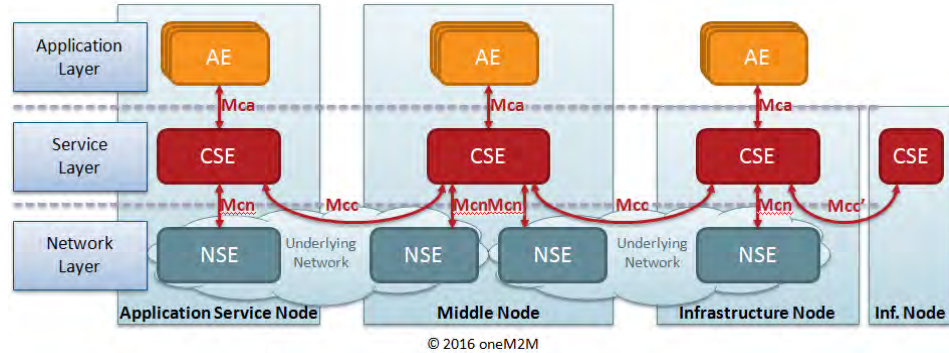 Application
Layer
AE
AE
AE
Mca
Mca
Mca
Service
Layer
CSE
CSE
CSE
CSE
Mcn
Mcc
Mcn
Mcn
Mcc
Mcn
Mcc'
Network
Layer
NSE
Underlying
Network
NSE
NSE
Underlying
Network
NSE
Application Service Node
Middle Node
Infrastructure Node
Inf. Node
© 2016 oneM2M